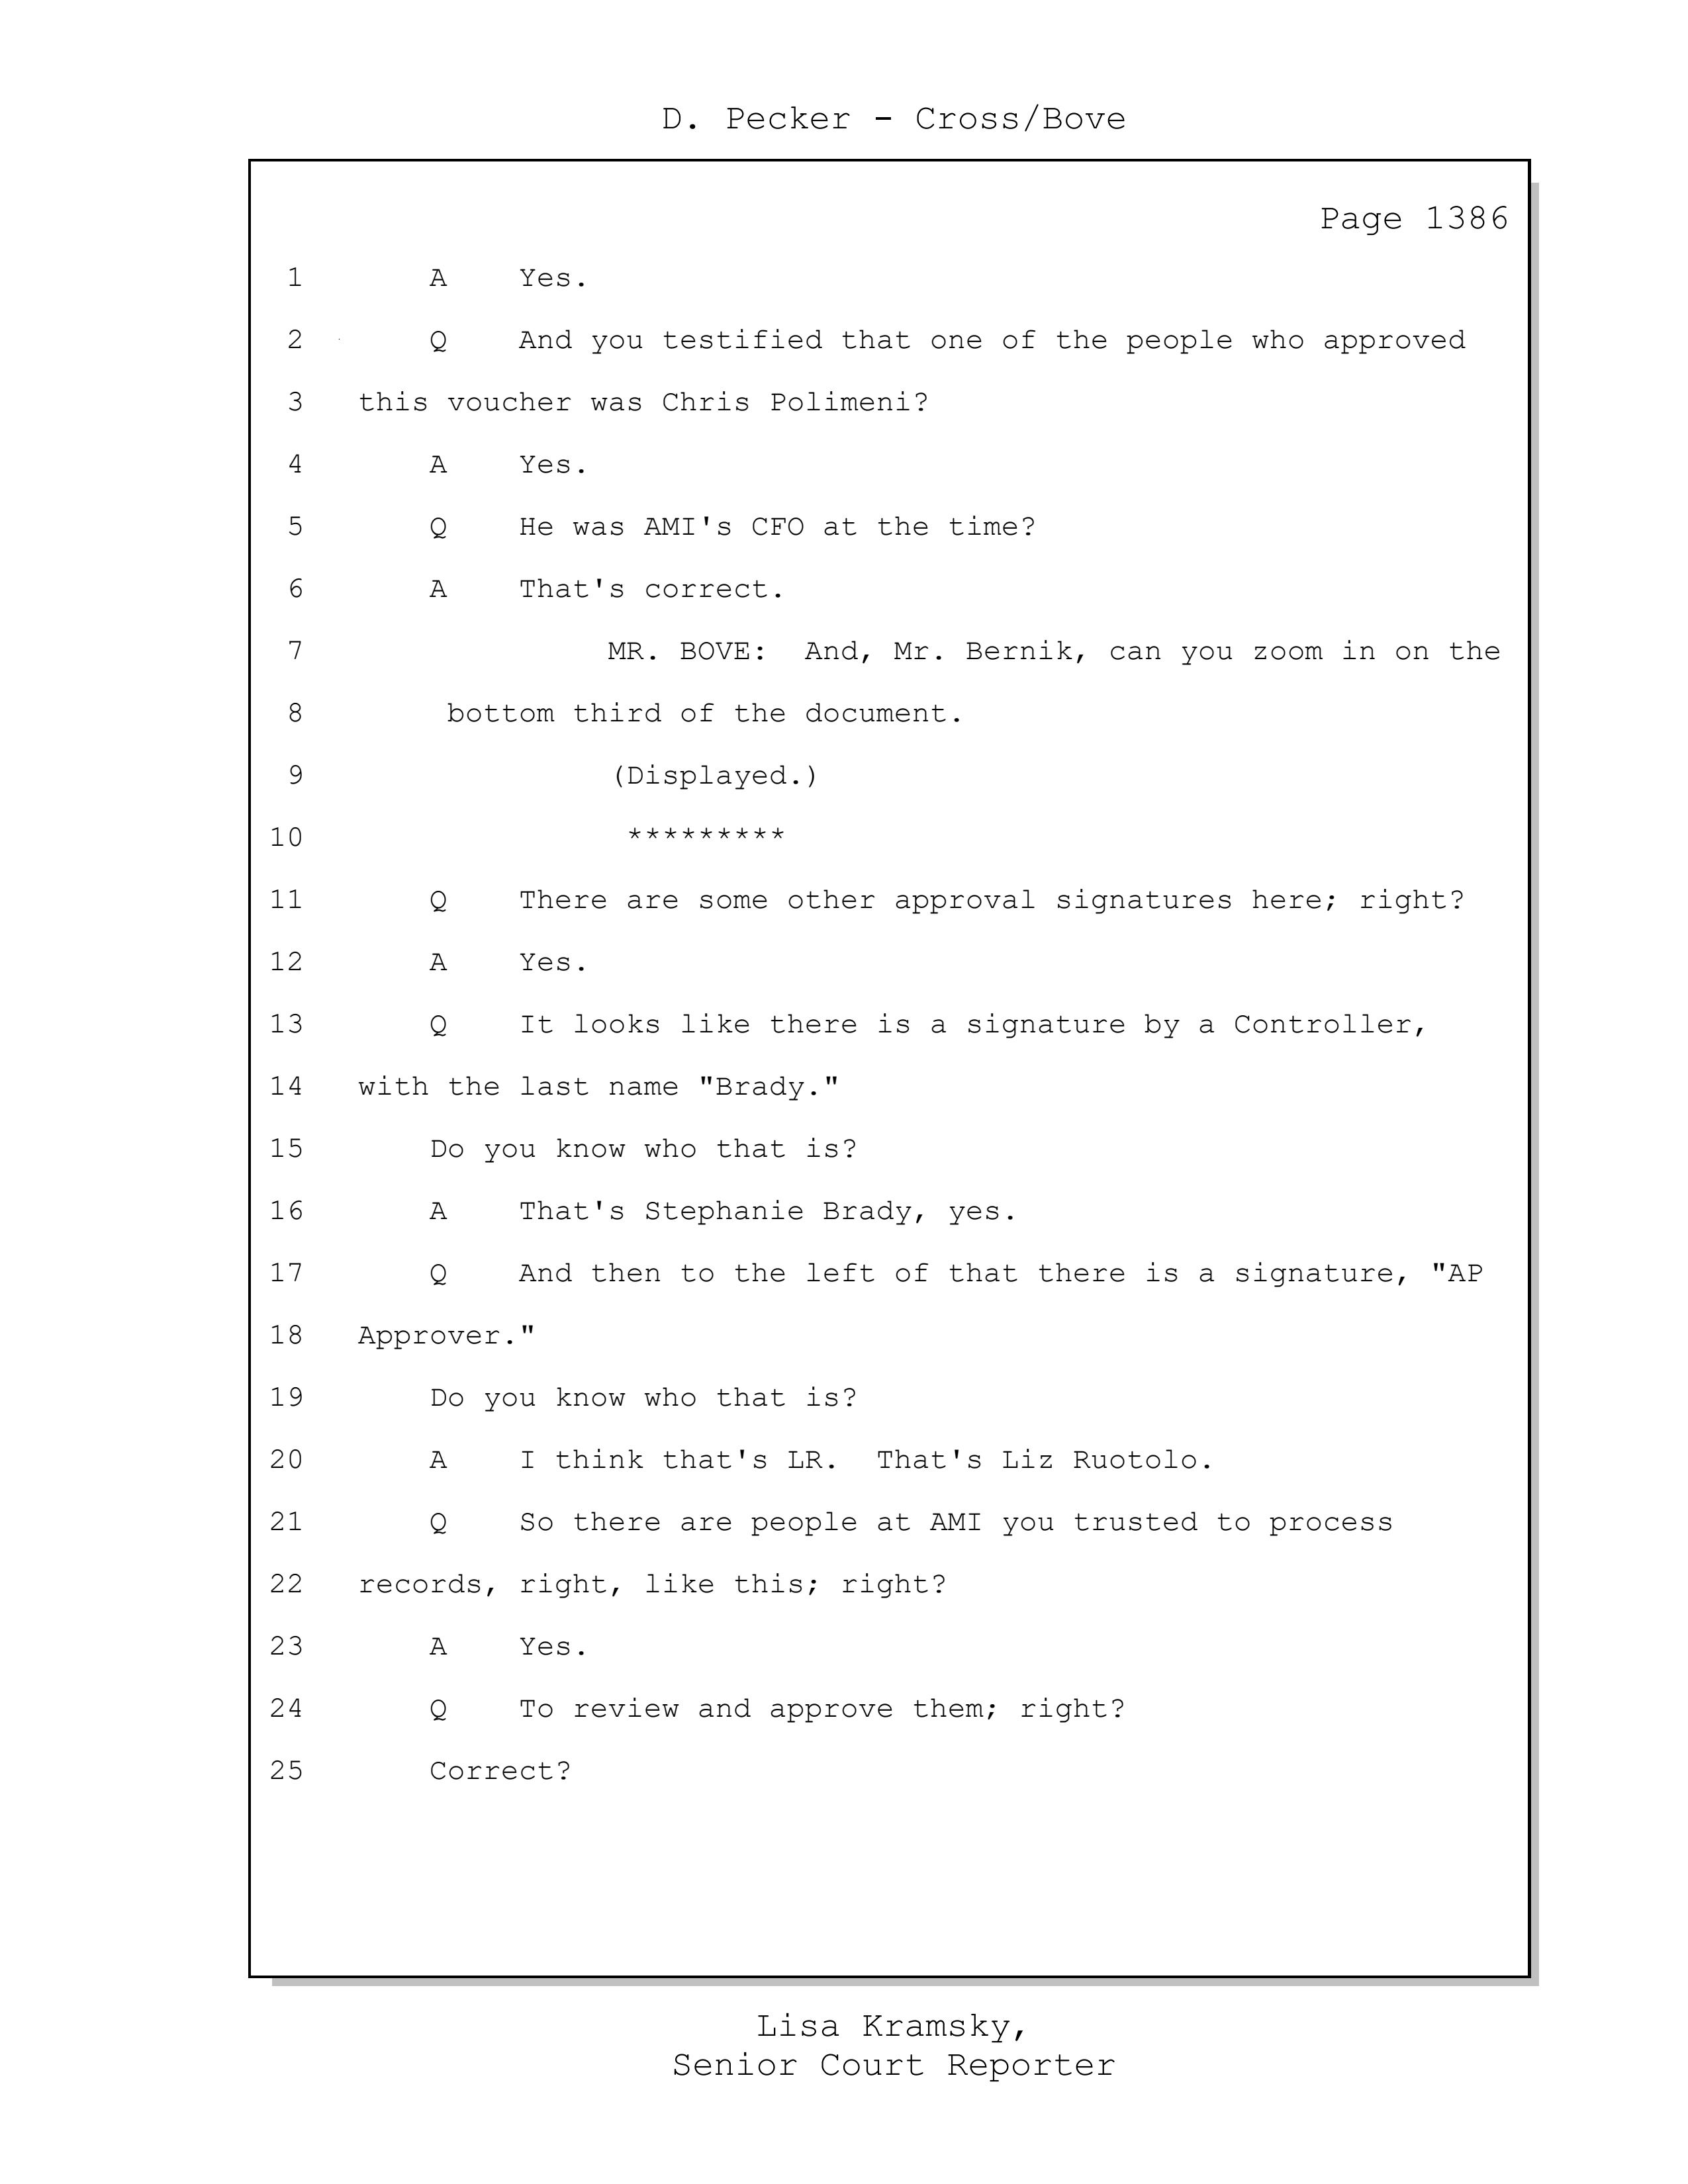 D. Pecker - Cross/Bove
Page 1386
1 A Yes.
2 Q And you testified that one of the people who approved
3 this voucher was Chris Polimeni?
4 A Yes.
5 Q He was AMI's CFO at the time?
6 A That's correct.
7 MR. BOVE: And, Mr. Bernik, can you zoom in on the
8 bottom third of the document.
9 (Displayed.)
10 *********
11 Q There are some other approval signatures here; right?
12 A Yes.
13 Q It looks like there is a signature by a Controller,
14 with the last name "Brady."
15 Do you know who that is?
16 A That's Stephanie Brady, yes.
17 Q And then to the left of that there is a signature, "AP
18 Approver."
19 Do you know who that is?
20 A I think that's LR. That's Liz Ruotolo.
21 Q So there are people at AMI you trusted to process
22 records, right, like this; right?
23 A Yes.
24 Q To review and approve them; right?
25 Correct?
Lisa Kramsky,
Senior Court Reporter